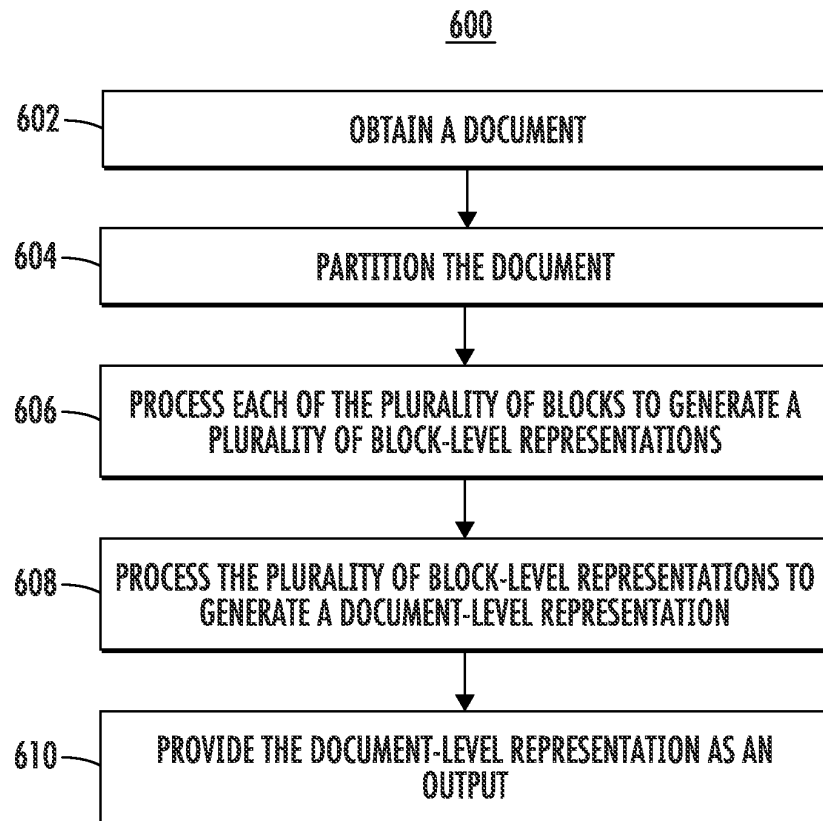 600
602
OBTAIN A DOCUMENT
604
PARTITION THE DOCUMENT
606
PROCESS EACH OF THE PLURALITY OF BLOCKS TO GENERATE A
PLURALITY OF BLOCK-LEVEL REPRESENTATIONS
608
PROCESS THE PLURALITY OF BLOCK-LEVEL REPRESENTATIONS TO
GENERATE A DOCUMENT-LEVEL REPRESENTATION
610
PROVIDE THE DOCUMENT-LEVEL REPRESENTATION AS AN
OUTPUT